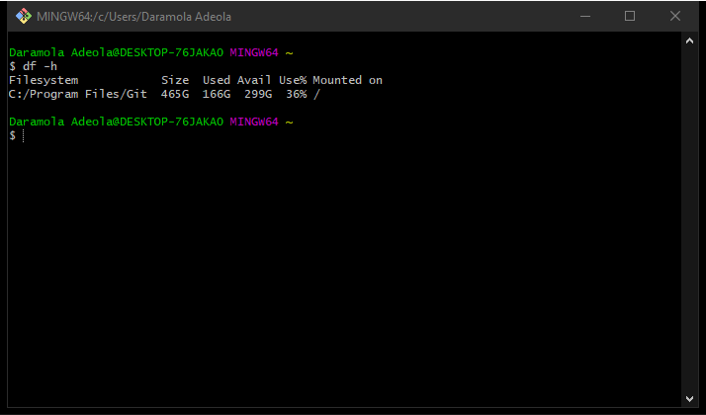 MINGW64:/c/Users/Daramola Adeola
Daramola Adeola@DESKTOP-76JAKAO MINGW64 ~
$ df -h
Filesystem            Size  Used Avail Use% Mounted on
C:/Program Files/Git  465G  166G  299G  36% /
Daramola Adeola@DESKTOP-76JAKAO MINGW64 ~
$